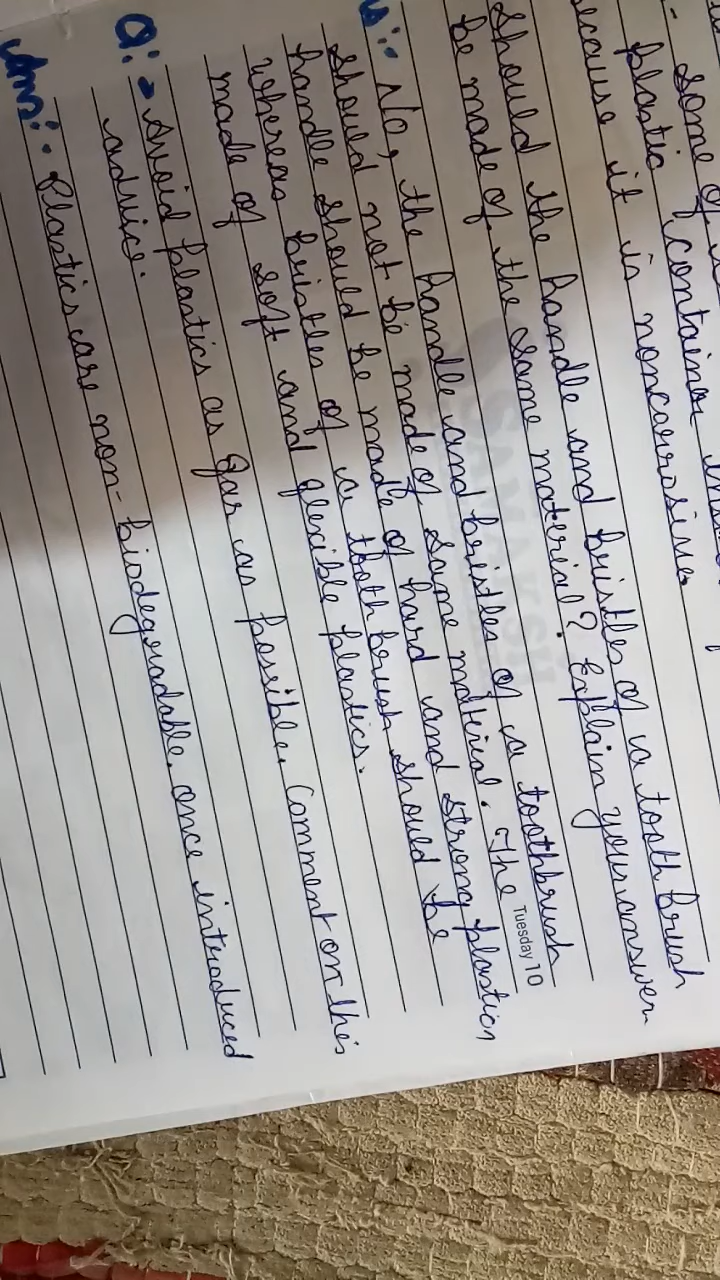 some of
plastic container
because it is noncorrosive
should the handle and bristles of a tooth brush
be made of the same material? Explain your answer
No, the handle and bristles of a toothbrush
should not be made of same material. The
handle should be made of hard and strong plastion
whereas bristles of a tooth brush should be
made of soft and flexible plastics.
Q:- Avoid plastics as far as possible. Comment on this
advice.
Ans:- Plastics are non-biodegradable. once introduced
Tuesday 10
SAMAKSH